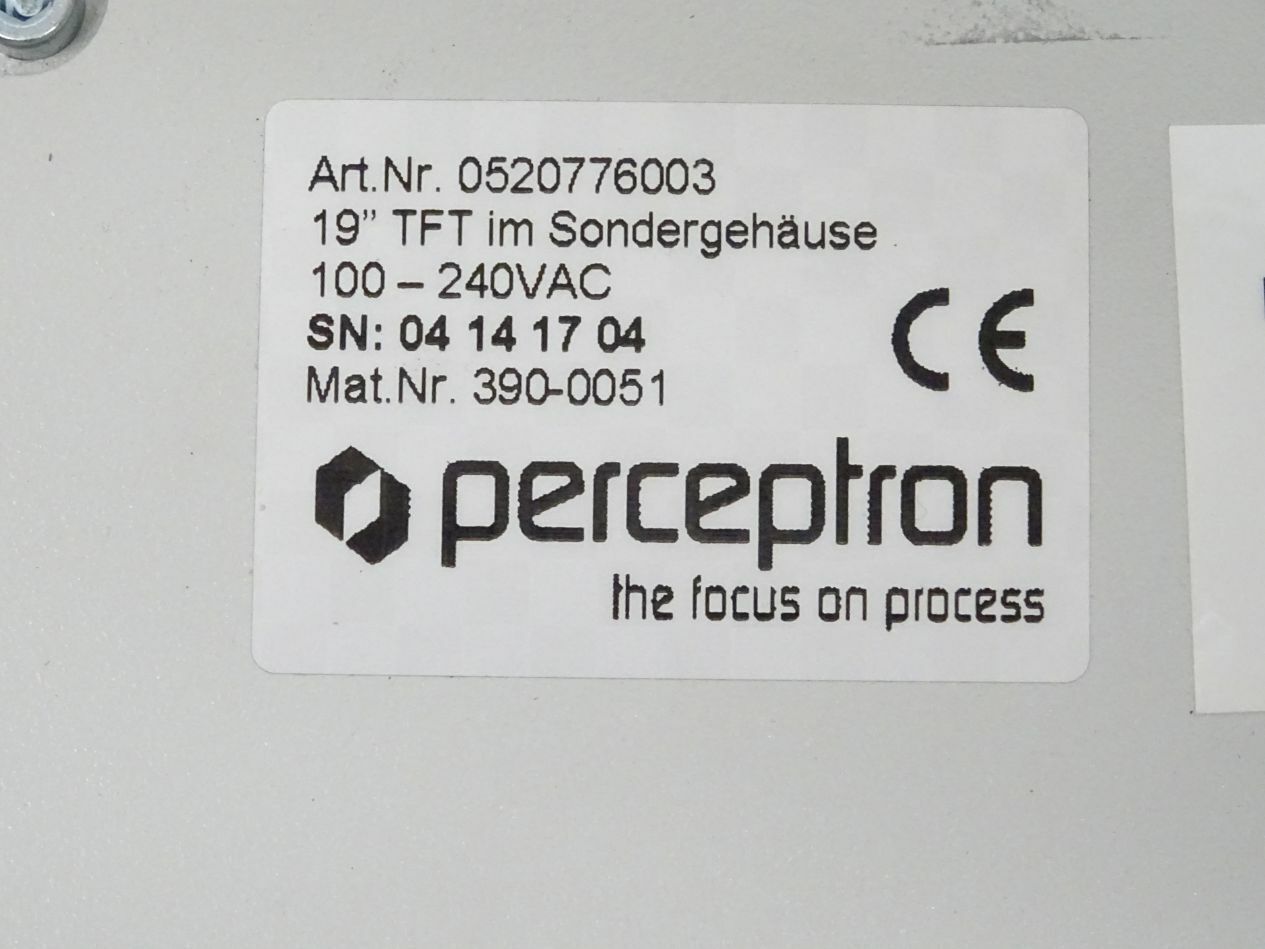 Art.Nr. 0520776003
19” TFT im Sondergehäuse
100 – 240VAC
SN: 04 14 17 04
Mat.Nr. 390-0051
CE
perceptron
the focus on process